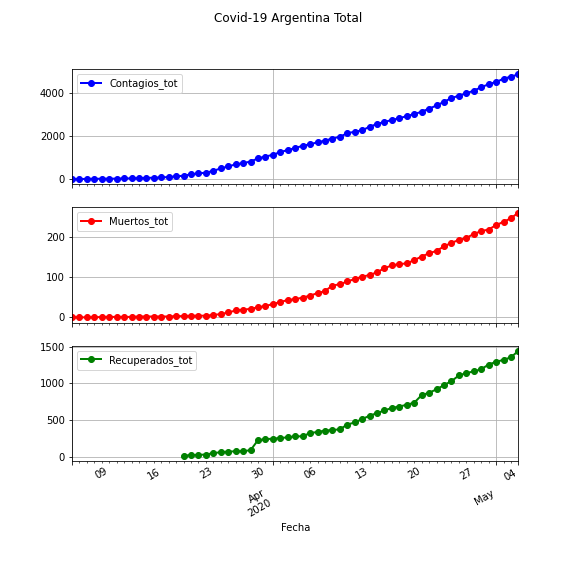 Covid-19 Argentina Total
Contagios_tot
4000
2000
0
Muertos_tot
200
100
0
Recuperados_tot
1500
1000
500
0
09 16 23 30 06 13 20 27 04
Apr May
2020
Fecha